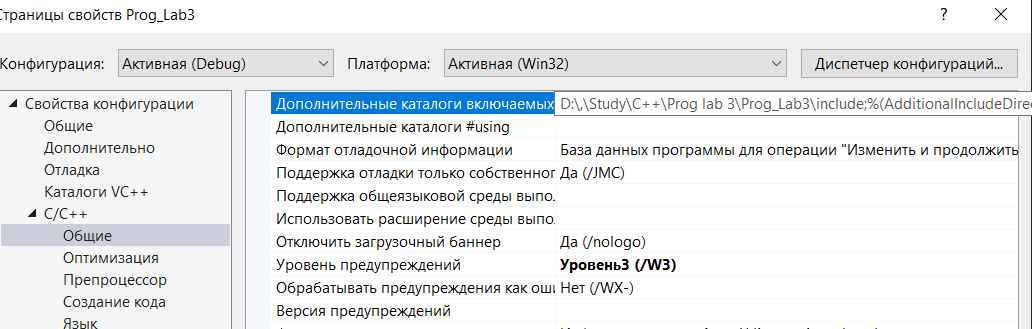 Страницы свойств Prog_Lab3
? ×
Конфигурация: Активная (Debug) Платформа: Активная (Win32) Диспетчер конфигураций...
Свойства конфигурации
Общие
Дополнительно
Отладка
Каталоги VC++
C/C++
Общие
Оптимизация
Препроцессор
Создание кода
Язык
Дополнительные каталоги включаемых D:\,\Study\C++\Prog lab 3\Prog_Lab3\include;%(AdditionalIncludeDirec
Дополнительные каталоги #using
Формат отладочной информации База данных программы для операции "Изменить и продолжить
Поддержка отладки только собственног Да (/JMC)
Поддержка общеязыковой среды выпол
Использовать расширение среды выпол
Отключить загрузочный баннер Да (/nologo)
Уровень предупреждений Уровень3 (/W3)
Обрабатывать предупреждения как оши Нет (/WX-)
Версия предупреждений